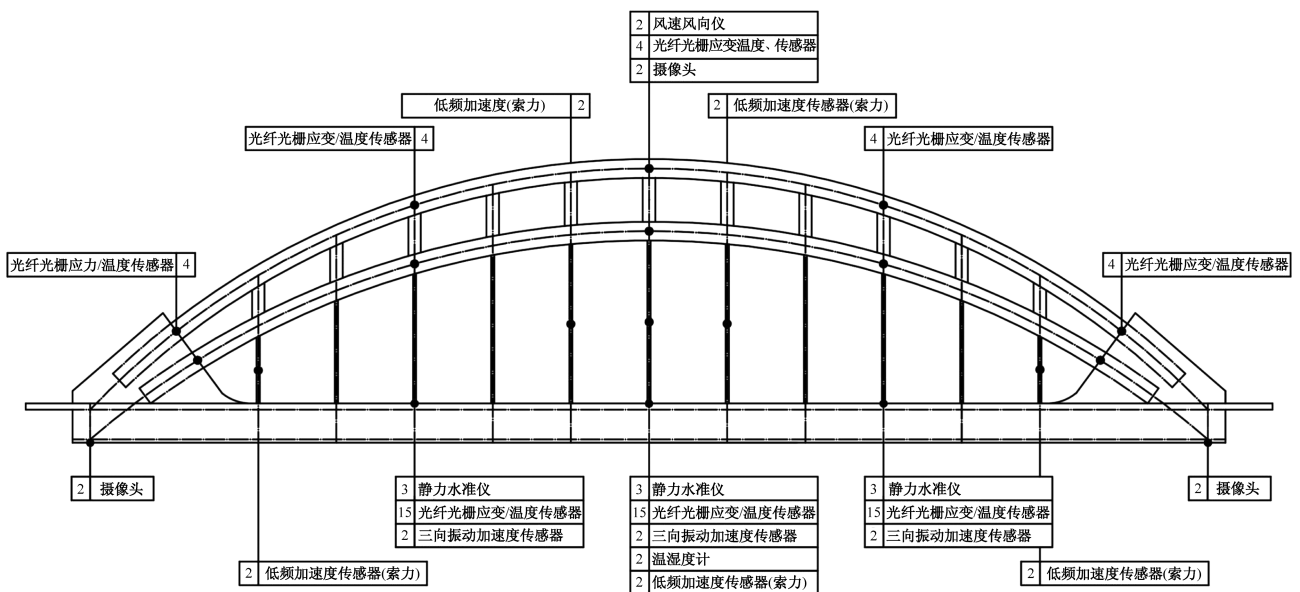 2 风速风向仪
4 光纤光栅应变温度、传感器
2 摄像头
低频加速度(索力) 2
2 低频加速度传感器(索力)
光纤光栅应变/温度传感器 4
4 光纤光栅应变/温度传感器
光纤光栅应力/温度传感器 4
4 光纤光栅应变/温度传感器
2 摄像头
3 静力水准仪
15 光纤光栅应变/温度传感器
2 三向振动加速度传感器
3 静力水准仪
15 光纤光栅应变/温度传感器
2 三向振动加速度传感器
2 温湿度计
2 低频加速度传感器(索力)
3 静力水准仪
15 光纤光栅应变/温度传感器
2 三向振动加速度传感器
2 摄像头
2 低频加速度传感器(索力)
2 低频加速度传感器(索力)